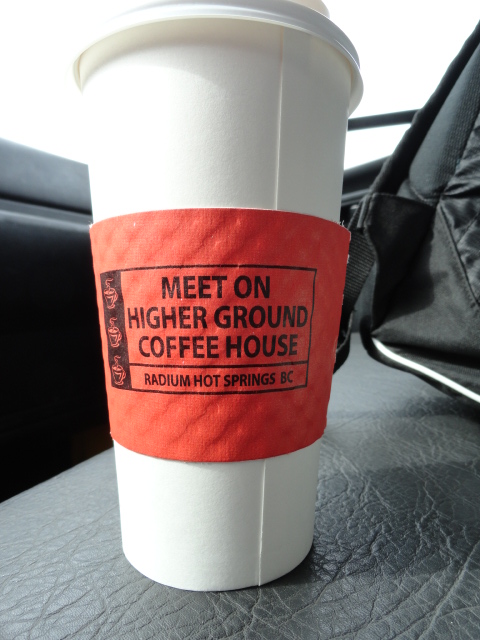 MEET ON
HIGHER GROUND
COFFEE HOUSE
RADIUM HOT SPRINGS BC